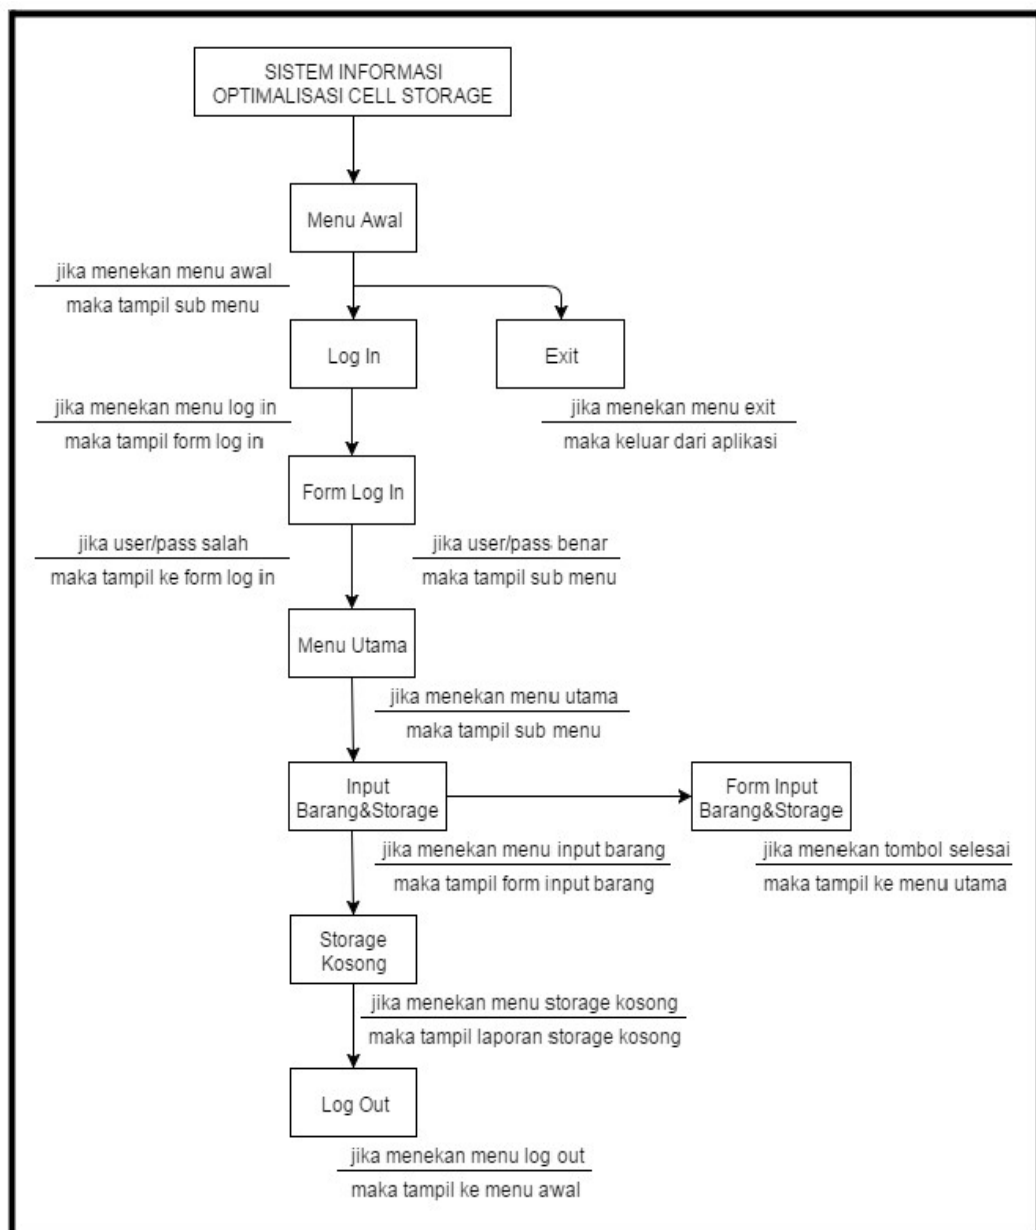 SISTEM INFORMASI
OPTIMALISASI CELL STORAGE
Menu Awal
jika menekan menu awal
maka tampil sub menu
Log In
Exit
jika menekan menu log in
maka tampil form log in
jika menekan menu exit
maka keluar dari aplikasi
Form Log In
jika user/pass salah
maka tampil ke form log in
jika user/pass benar
maka tampil sub menu
Menu Utama
jika menekan menu utama
maka tampil sub menu
Input
Barang&Storage
Form Input
Barang&Storage
jika menekan menu input barang
maka tampil form input barang
jika menekan tombol selesai
maka tampil ke menu utama
Storage
Kosong
jika menekan menu storage kosong
maka tampil laporan storage kosong
Log Out
jika menekan menu log out
maka tampil ke menu awal